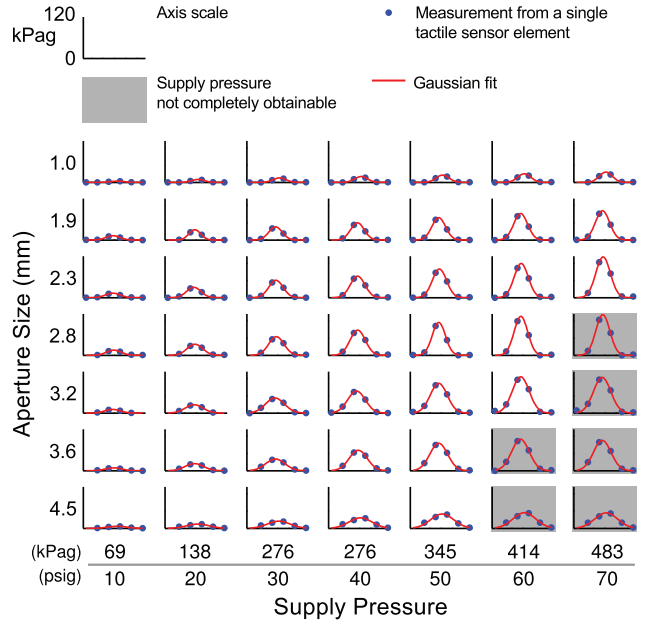 120
kPag
0
Axis scale
Measurement from a single
tactile sensor element
Supply pressure
not completely obtainable
Gaussian fit
Aperture Size (mm)
1.0
1.9
2.3
2.8
3.2
3.6
4.5
(kPag) 69 138 276 276 345 414 483
(psig) 10 20 30 40 50 60 70
Supply Pressure